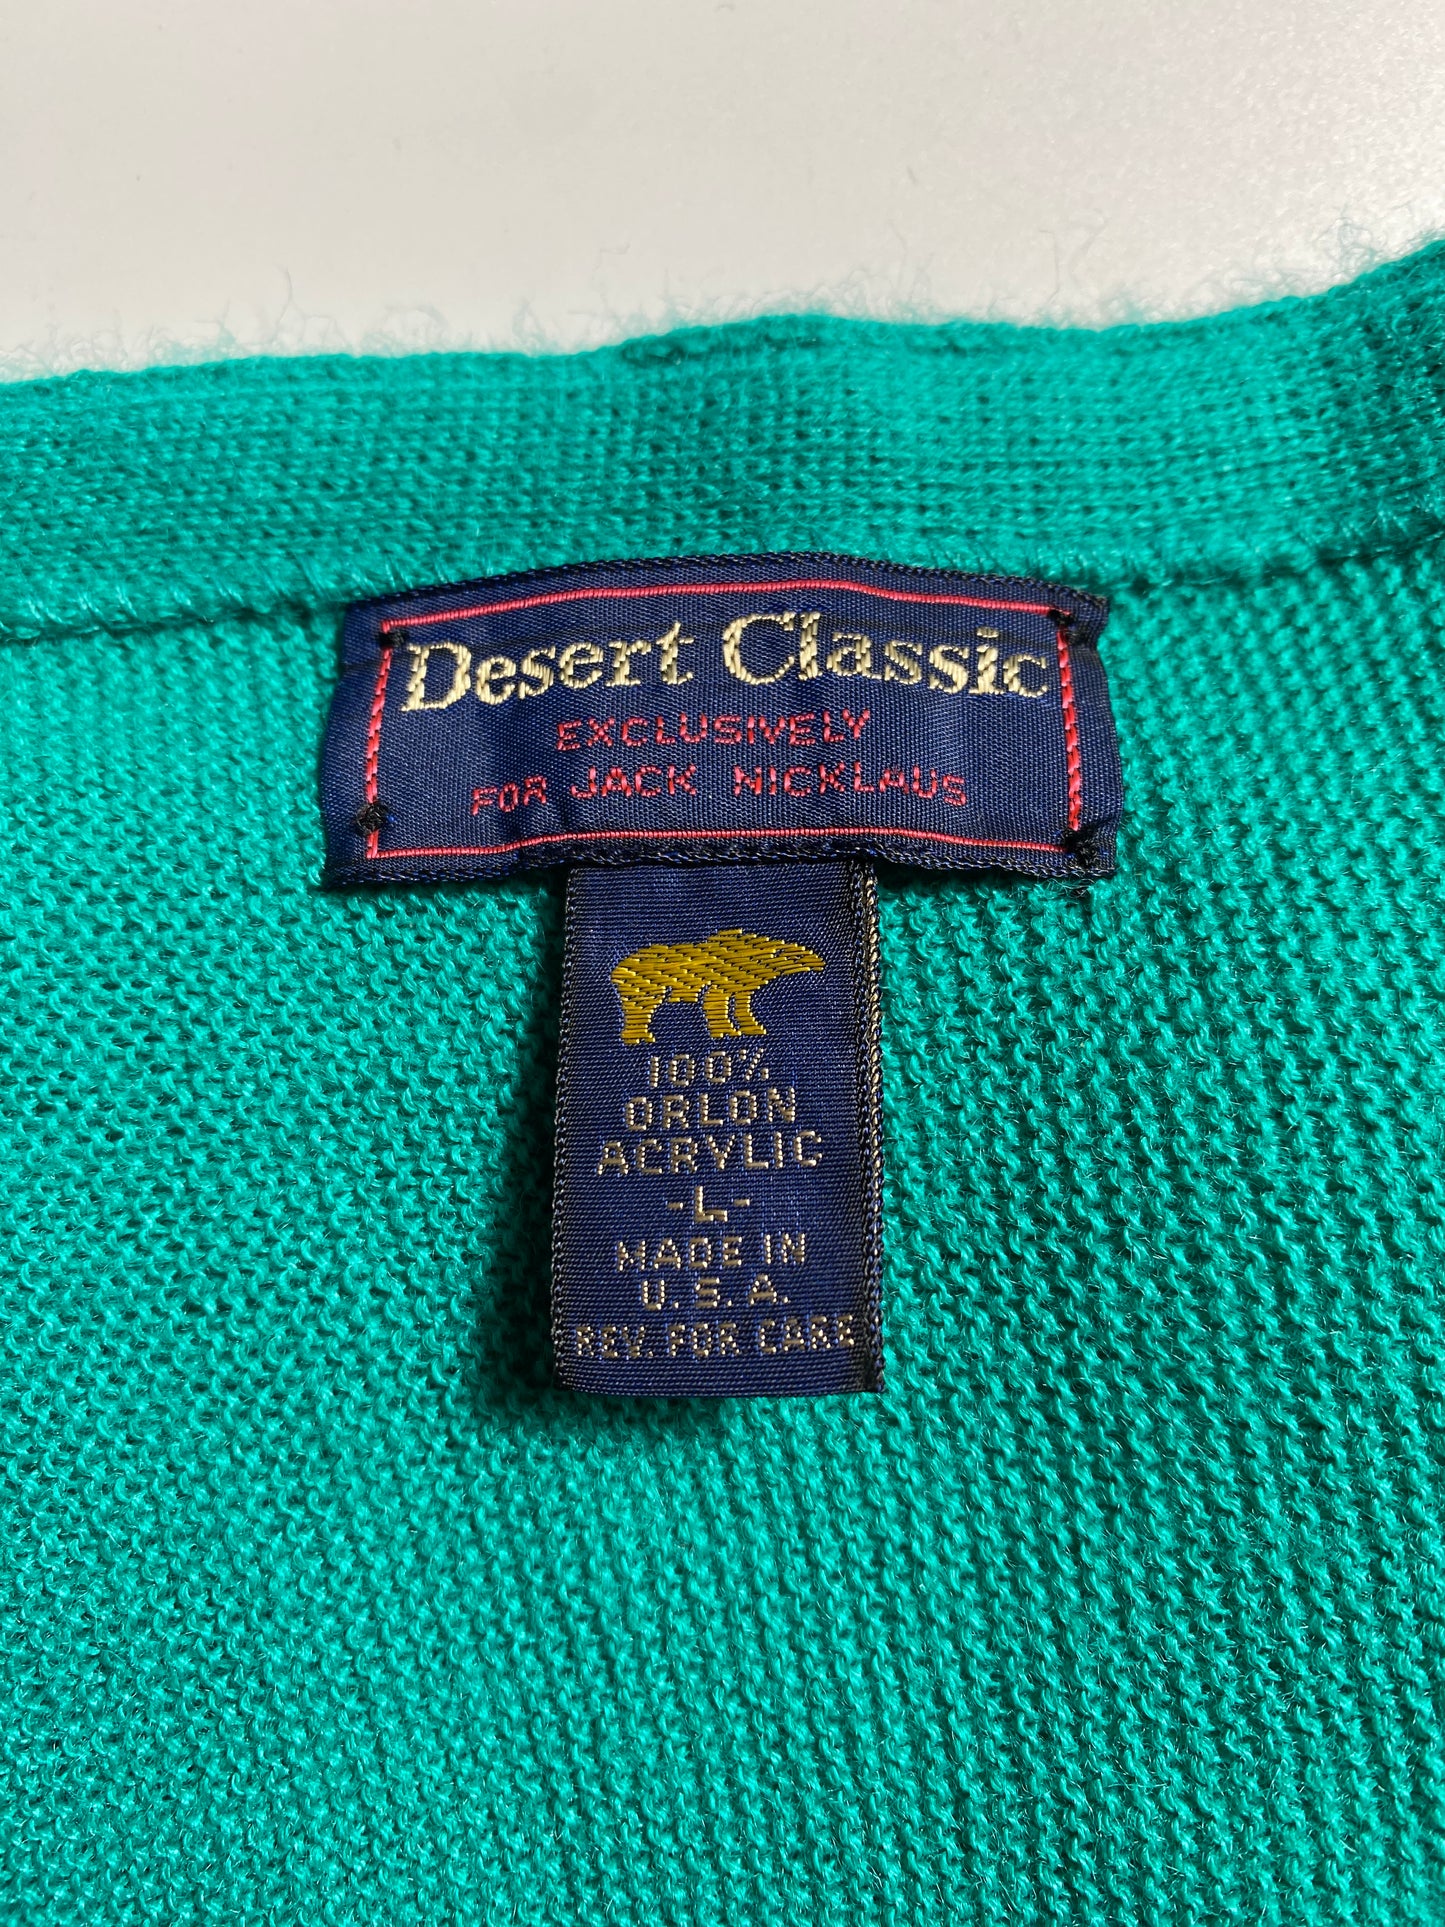 Desert Classic
EXCLUSIVELY
FOR JACK NICKLAUS
100%
ORLON
ACRYLIC
-L-
MADE IN
U.S.A.
REV. FOR CARE